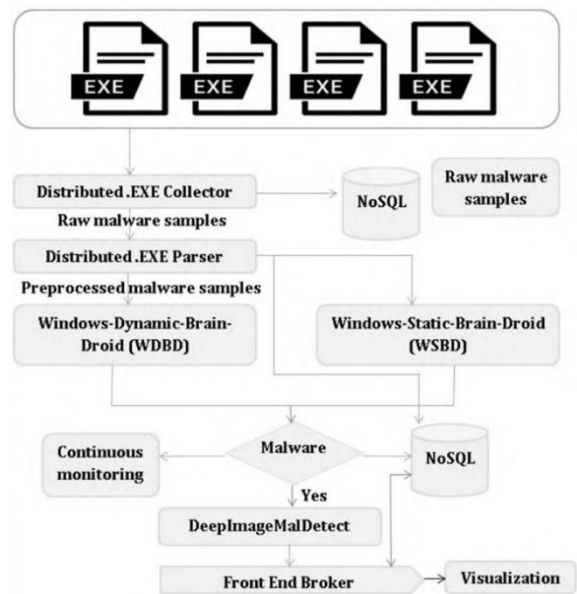 EXE EXE EXE EXE
Distributed .EXE Collector
NoSQL
Raw malware
samples
Raw malware samples
Distributed .EXE Parser
Preprocessed malware samples
Windows-Dynamic-Brain-
Droid (WDBD)
Windows-Static-Brain-Droid
(WSBD)
Continuous
monitoring
Malware
NoSQL
Yes
DeepImageMalDetect
Front End Broker
Visualization